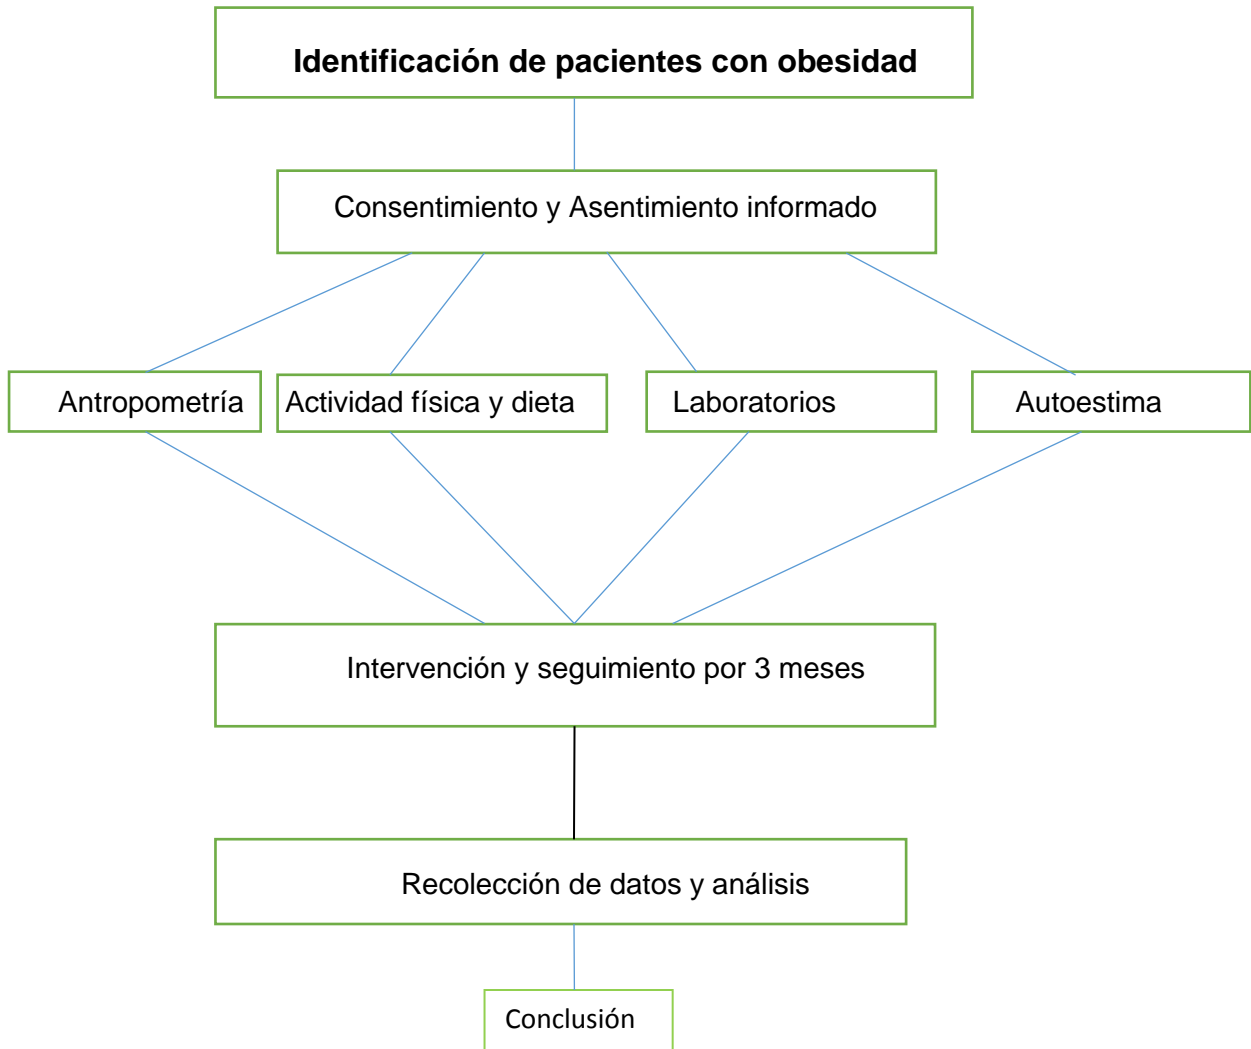 Identificación de pacientes con obesidad
Consentimiento y Asentimiento informado
Antropometría
Actividad física y dieta
Laboratorios
Autoestima
Intervención y seguimiento por 3 meses
Recolección de datos y análisis
Conclusión